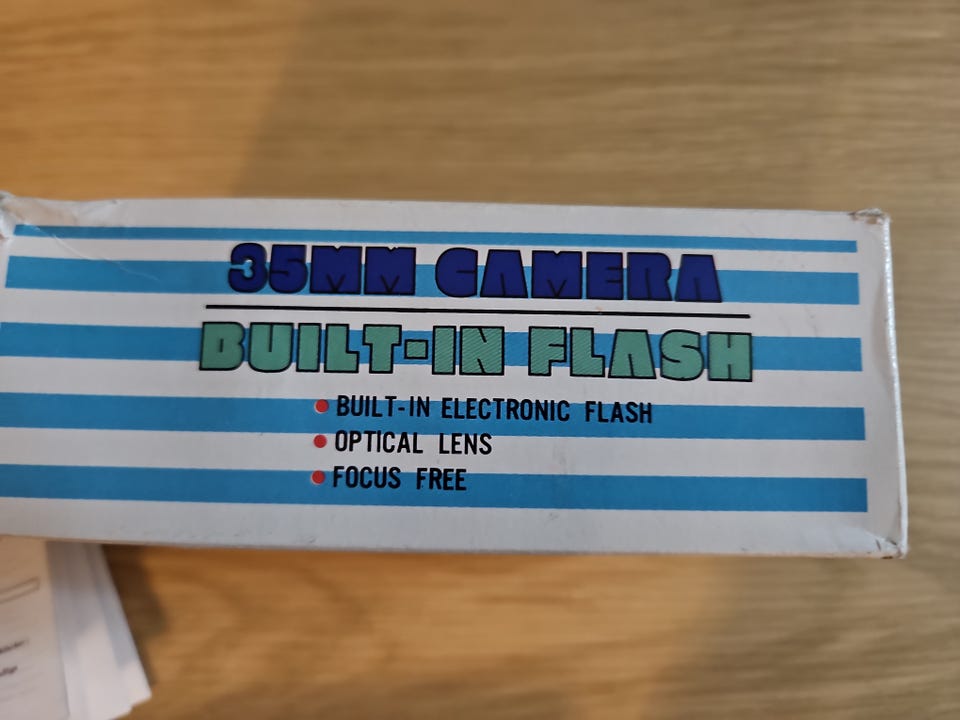 35MM CAMERA
BUILT-IN FLASH
BUILT-IN ELECTRONIC FLASH
OPTICAL LENS
FOCUS FREE